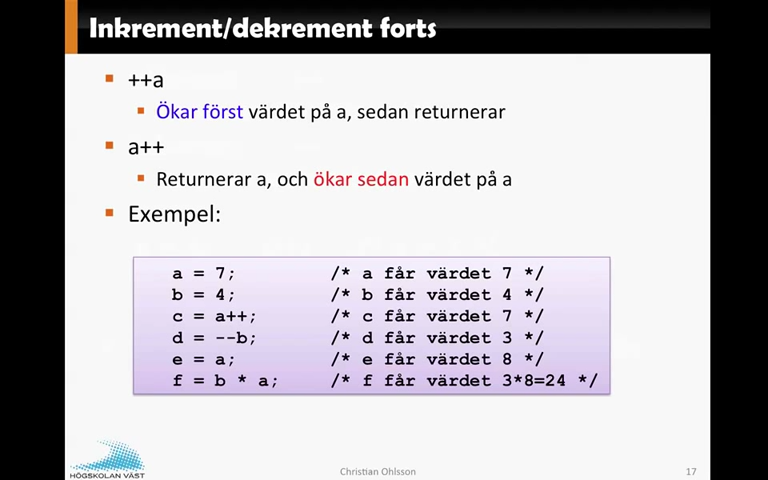 Inkrement/dekrement forts
++a
Ökar först värdet på a, sedan returnerar
a++
Returnerar a, och ökar sedan värdet på a
Exempel:
a = 7; /* a får värdet 7 */
b = 4; /* b får värdet 4 */
c = a++; /* c får värdet 7 */
d = --b; /* d får värdet 3 */
e = a; /* e får värdet 8 */
f = b * a; /* f får värdet 3*8=24 */
HÖGSKOLAN VÄST
Christian Ohlsson
17